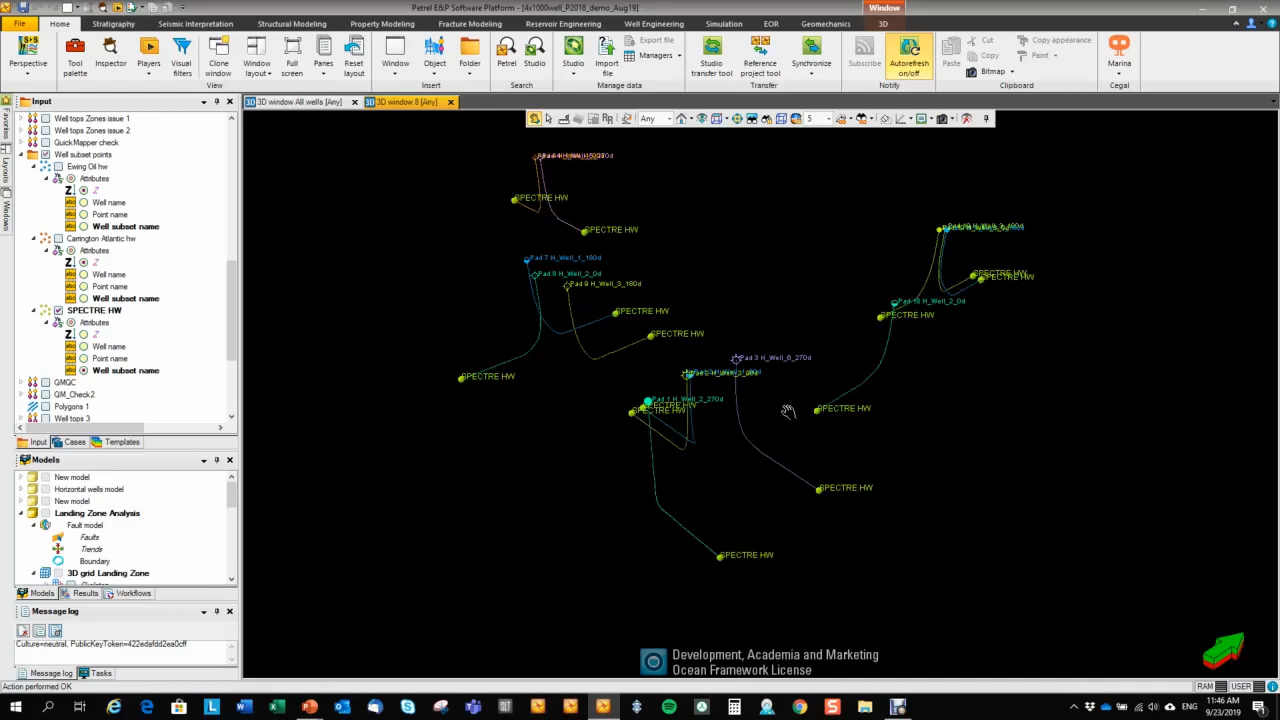 Petrel E&P Software Platform - [4x1000well_P2018_demo_Aug19]
Window
File
Home
Stratigraphy
Seismic Interpretation
Structural Modeling
Property Modeling
Fracture Modeling
Reservoir Engineering
Well Engineering
Simulation
EOR
Geomechanics
3D
Perspective
Tool palette
Inspector
Players
Visual filters
Clone window
Window layout
Full screen
Panes
Reset layout
Window
Object
Folder
Petrel
Studio
Studio
Import file
Export file
Managers
Studio transfer tool
Reference project tool
Synchronize
Subscribe
Autorefresh on/off
Paste
Cut
Copy
Bitmap
Copy appearance
Paint
Marina
View
Insert
Search
Manage data
Transfer
Notify
Clipboard
Cegal
Favorites
Layouts
Windows
Input
3D window All wells [Any]
3D window 8 [Any]
Any
5
Well tops Zones issue 1
Well tops Zones issue 2
QuickMapper check
Well subset points
Ewing Oil hw
Attributes
Z
Well name
Point name
Well subset name
Carrington Atlantic hw
Attributes
Z
Well name
Point name
Well subset name
SPECTRE HW
Attributes
Z
Well name
Point name
Well subset name
QMQC
QM_Check2
Polygons 1
Well tops 3
Input
Cases
Templates
Models
New model
Horizontal wells model
New model
Landing Zone Analysis
Fault model
Faults
Trends
Boundary
3D grid Landing Zone
Models
Results
Workflows
Message log
Culture=neutral, PublicKeyToken=422edafdd2ea0cff
Message log
Tasks
Action performed OK
SPECTRE HW
SPECTRE HW
Pad 7 H_Well_1_180d
Pad 8 H_Well_2_0d
Pad 9 H_Well_3_180d
SPECTRE HW
SPECTRE HW
SPECTRE HW
SPECTRE HW
SPECTRE HW
Pad 18 H_Well_2_0d
SPECTRE HW
Pad 3 H_Well_6_270d
Pad 1 H_Well_2_270d
SPECTRE HW
SPECTRE HW
SPECTRE HW
SPECTRE HW
SPECTRE HW
Development, Academia and Marketing
Ocean Framework License
RAM
USER
11:46 AM
9/23/2019